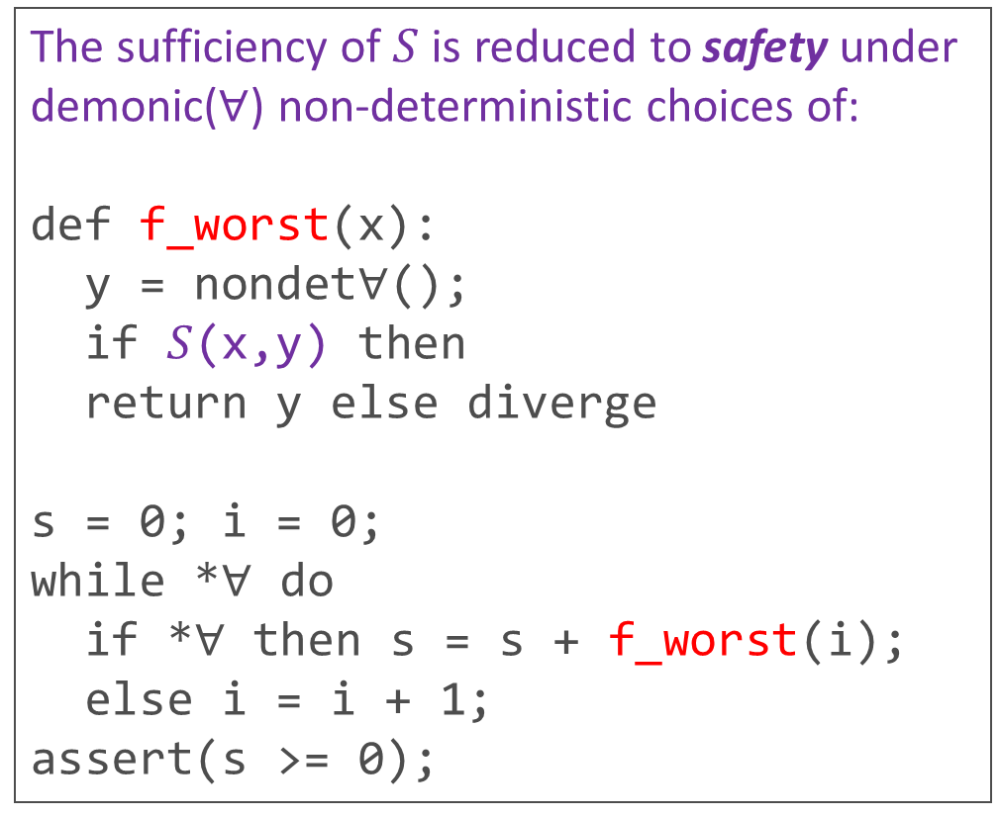 The sufficiency of S is reduced to safety under
demonic(∀) non-deterministic choices of:
def f_worst(x):
y = nondet∀();
if S(x,y) then
return y else diverge
s = 0; i = 0;
while *∀ do
if *∀ then s = s + f_worst(i);
else i = i + 1;
assert(s >= 0);